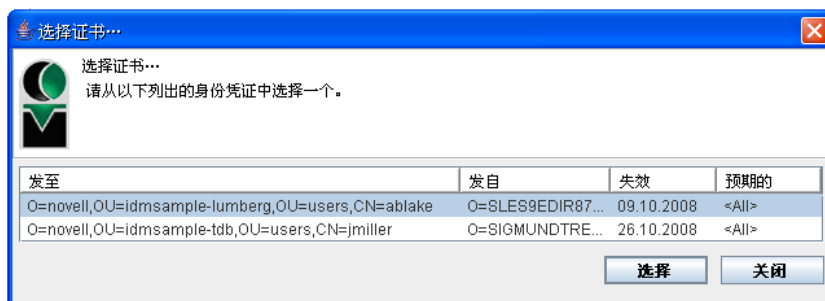 选择证书…
选择证书…
请从以下列出的身份凭证中选择一个。
发至 发自 失效 预期的
O=novell,OU=idmsample-lumberg,OU=users,CN=ablake O=SLES9EDIR87... 09.10.2008 <All>
O=novell,OU=idmsample-tdb,OU=users,CN=jmiller O=SIGMUNDTRE... 26.10.2008 <All>
选择 关闭